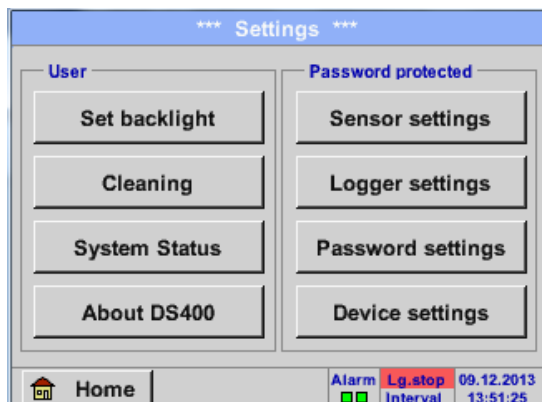 *** Settings ***
User
Set backlight
Cleaning
System Status
About DS400
Password protected
Sensor settings
Logger settings
Password settings
Device settings
Home
Alarm
Lg.stop
Interval
09.12.2013
13:51:25